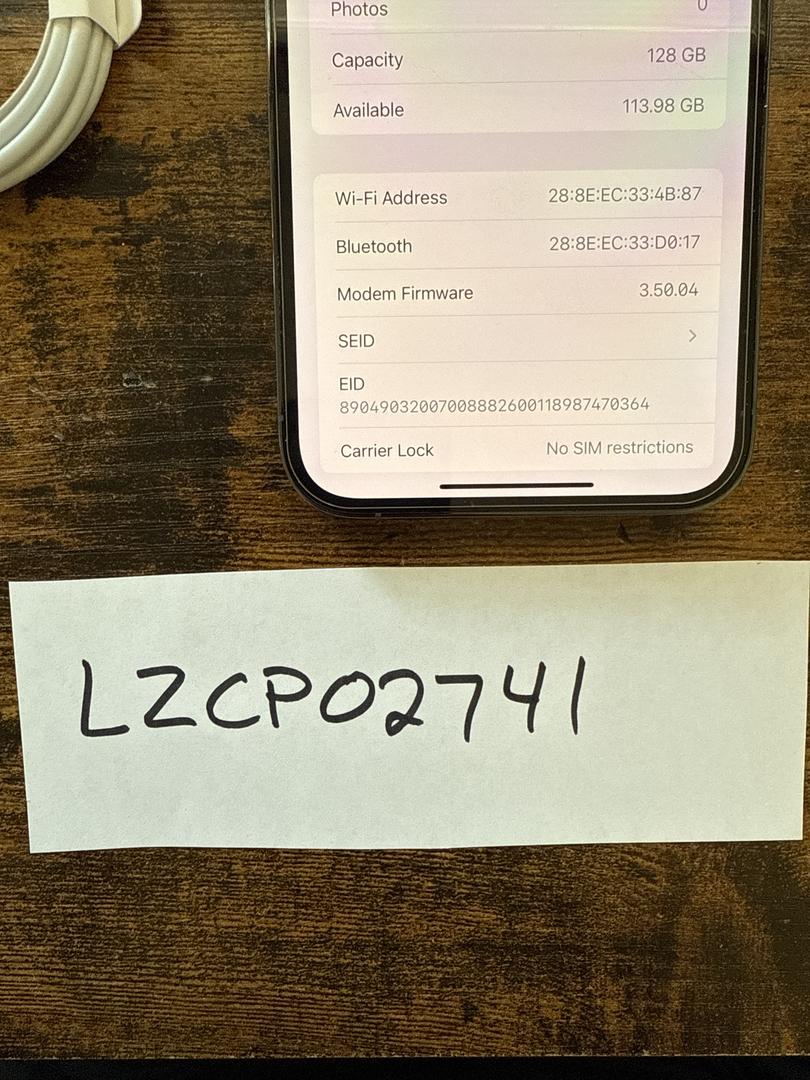 Photos 0
Capacity 128 GB
Available 113.98 GB
Wi-Fi Address 28:8E:EC:33:4B:87
Bluetooth 28:8E:EC:33:D0:17
Modem Firmware 3.50.04
SEID
EID
89049032007008882600118987470364
Carrier Lock No SIM restrictions
LZCP02741